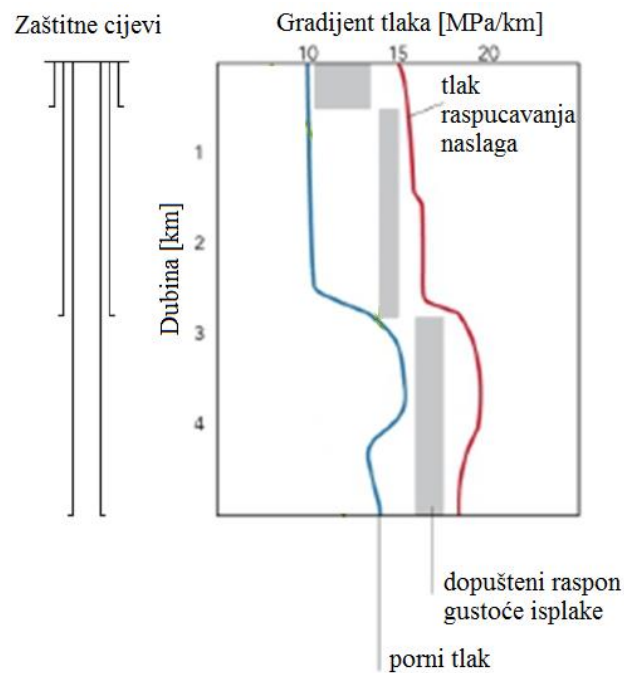 Zaštitne cijevi
Gradijent tlaka [MPa/km]
10 15 20
tlak
raspucavanja
naslaga
Dubina [km]
1
2
3
4
dopušteni raspon
gustoće isplake
porni tlak